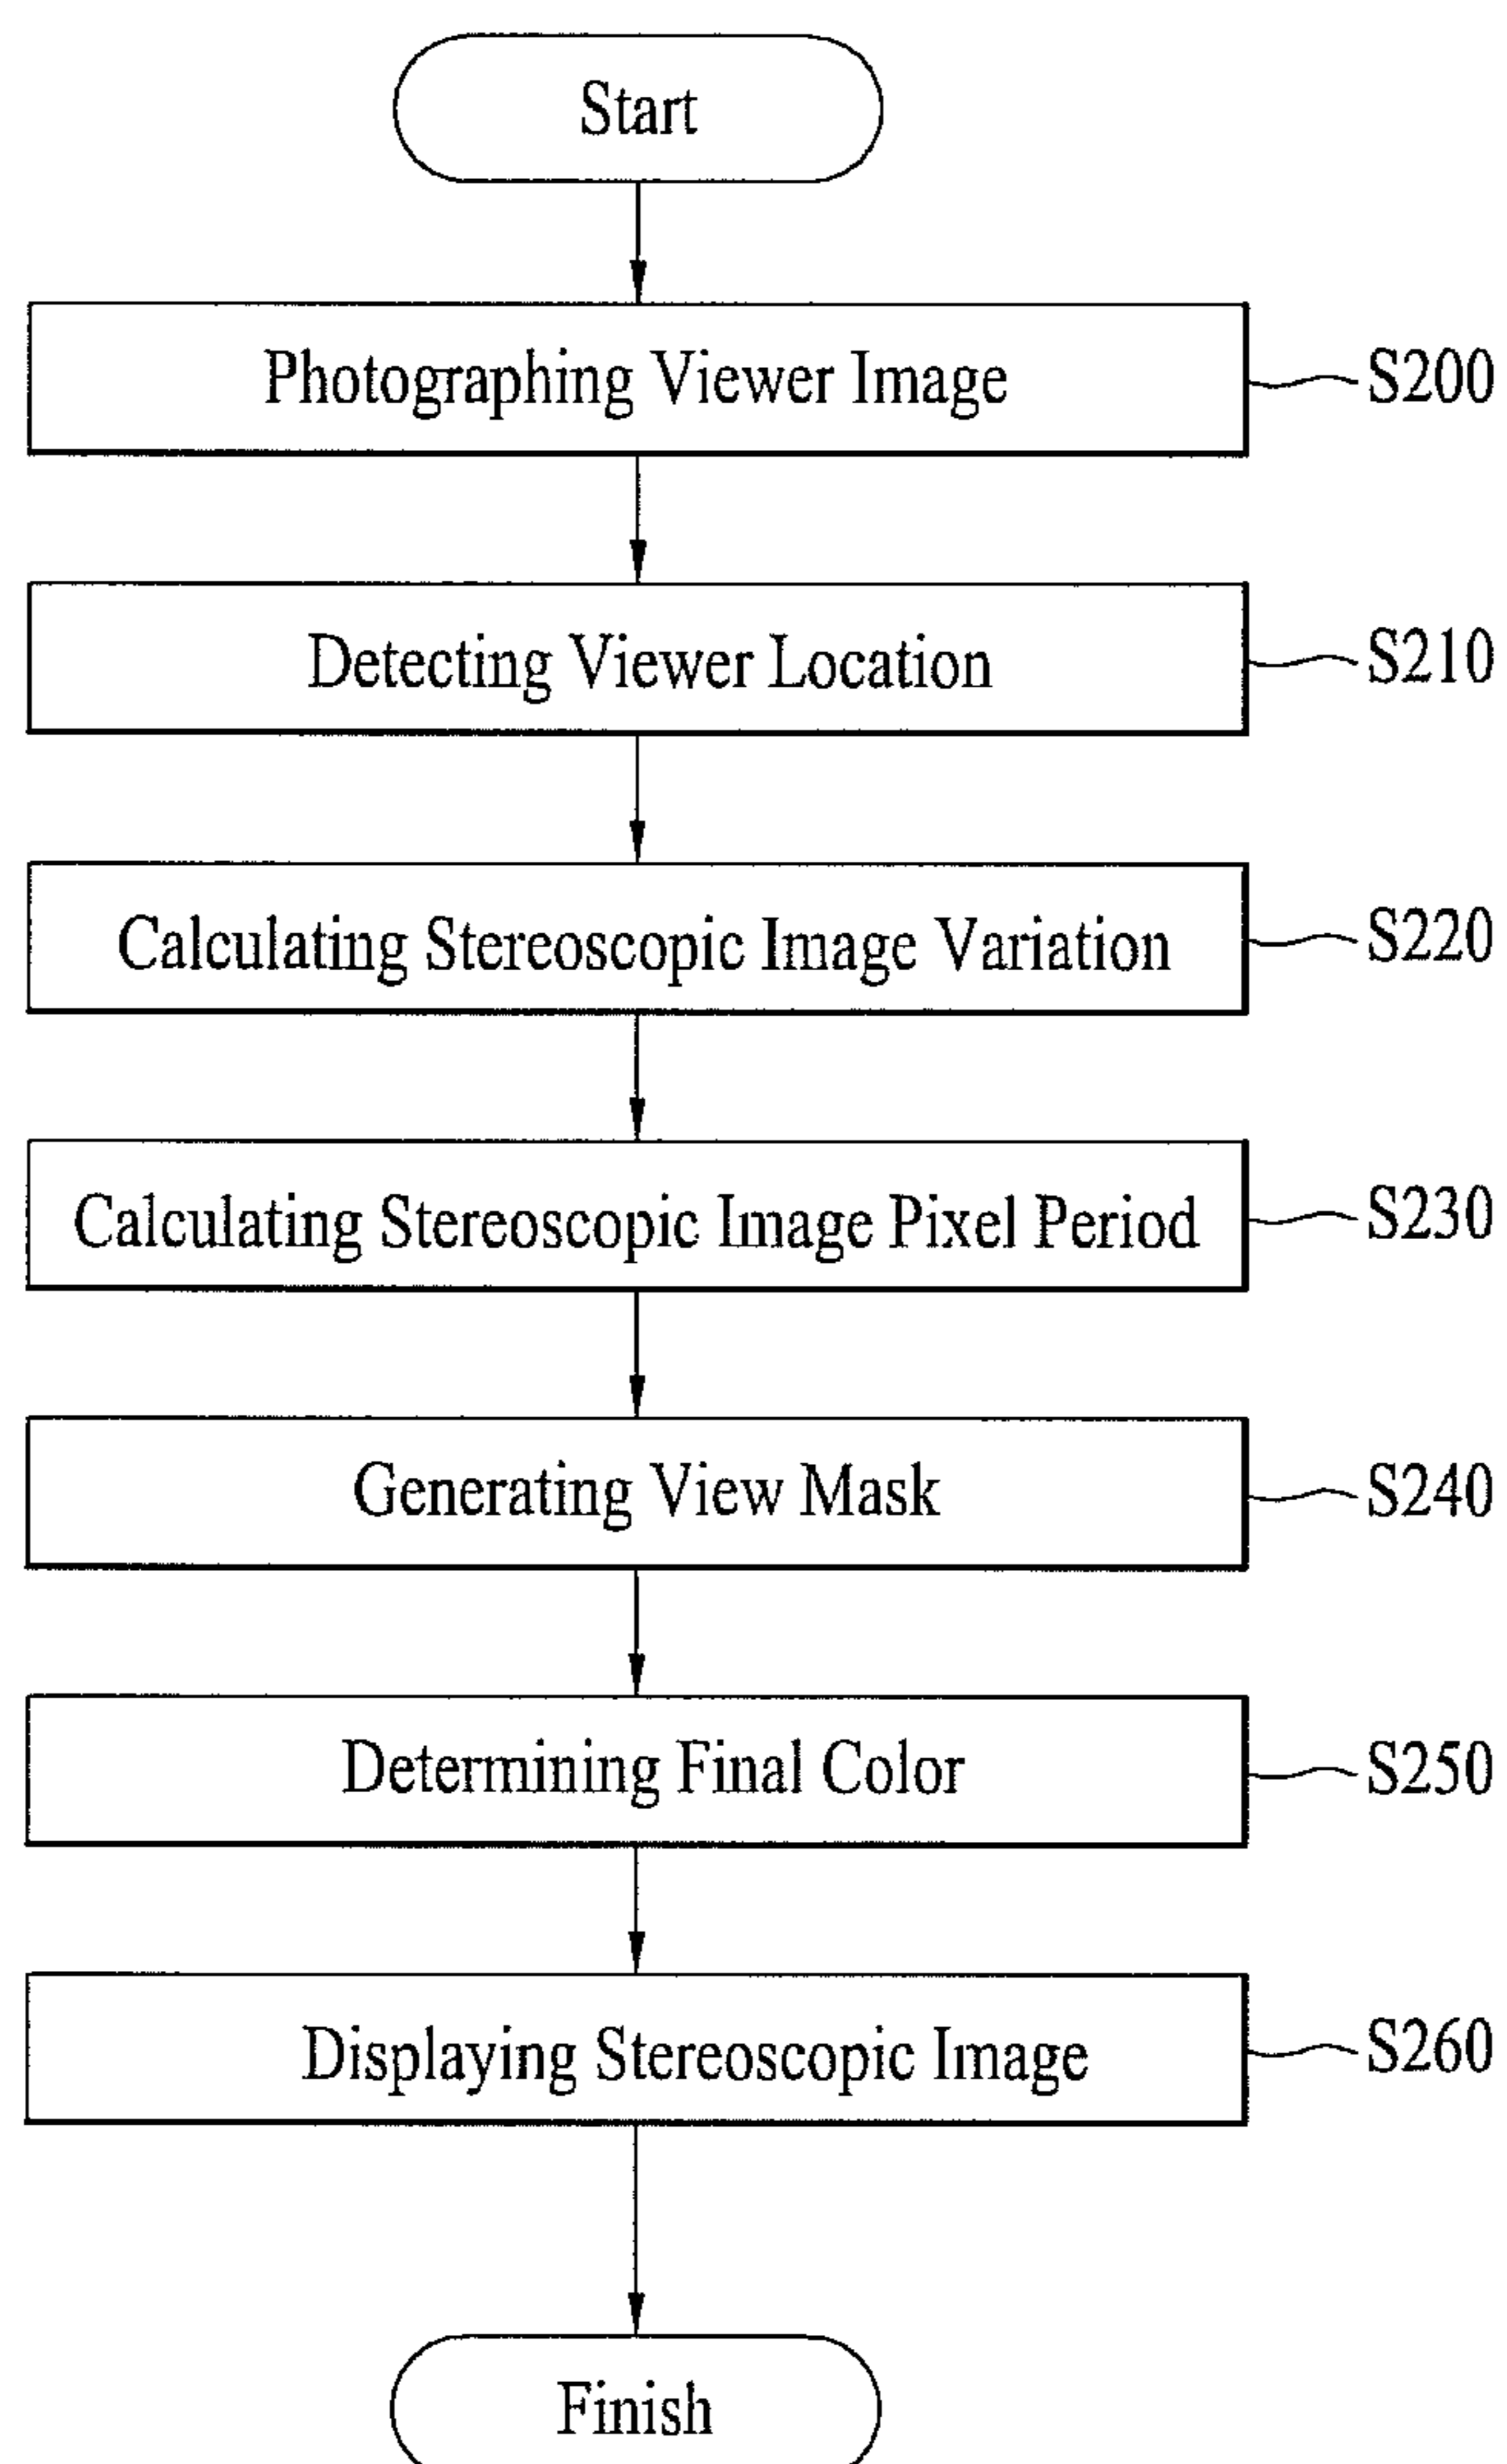 Start
Photographing Viewer Image
S200
Detecting Viewer Location
S210
Calculating Stereoscopic Image Variation
S220
Calculating Stereoscopic Image Pixel Period
S230
Generating View Mask
S240
Determining Final Color
S250
Displaying Stereoscopic Image
S260
Finish